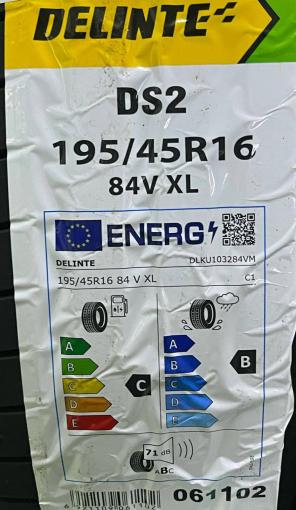 DELINTE
DS2
195/45R16
84V XL
ENERG
DELINTE DLKU103284VM
195/45R16 84 V XL C1
A A
B B B
C C C
D D
E E
71 dB
ABC
061102